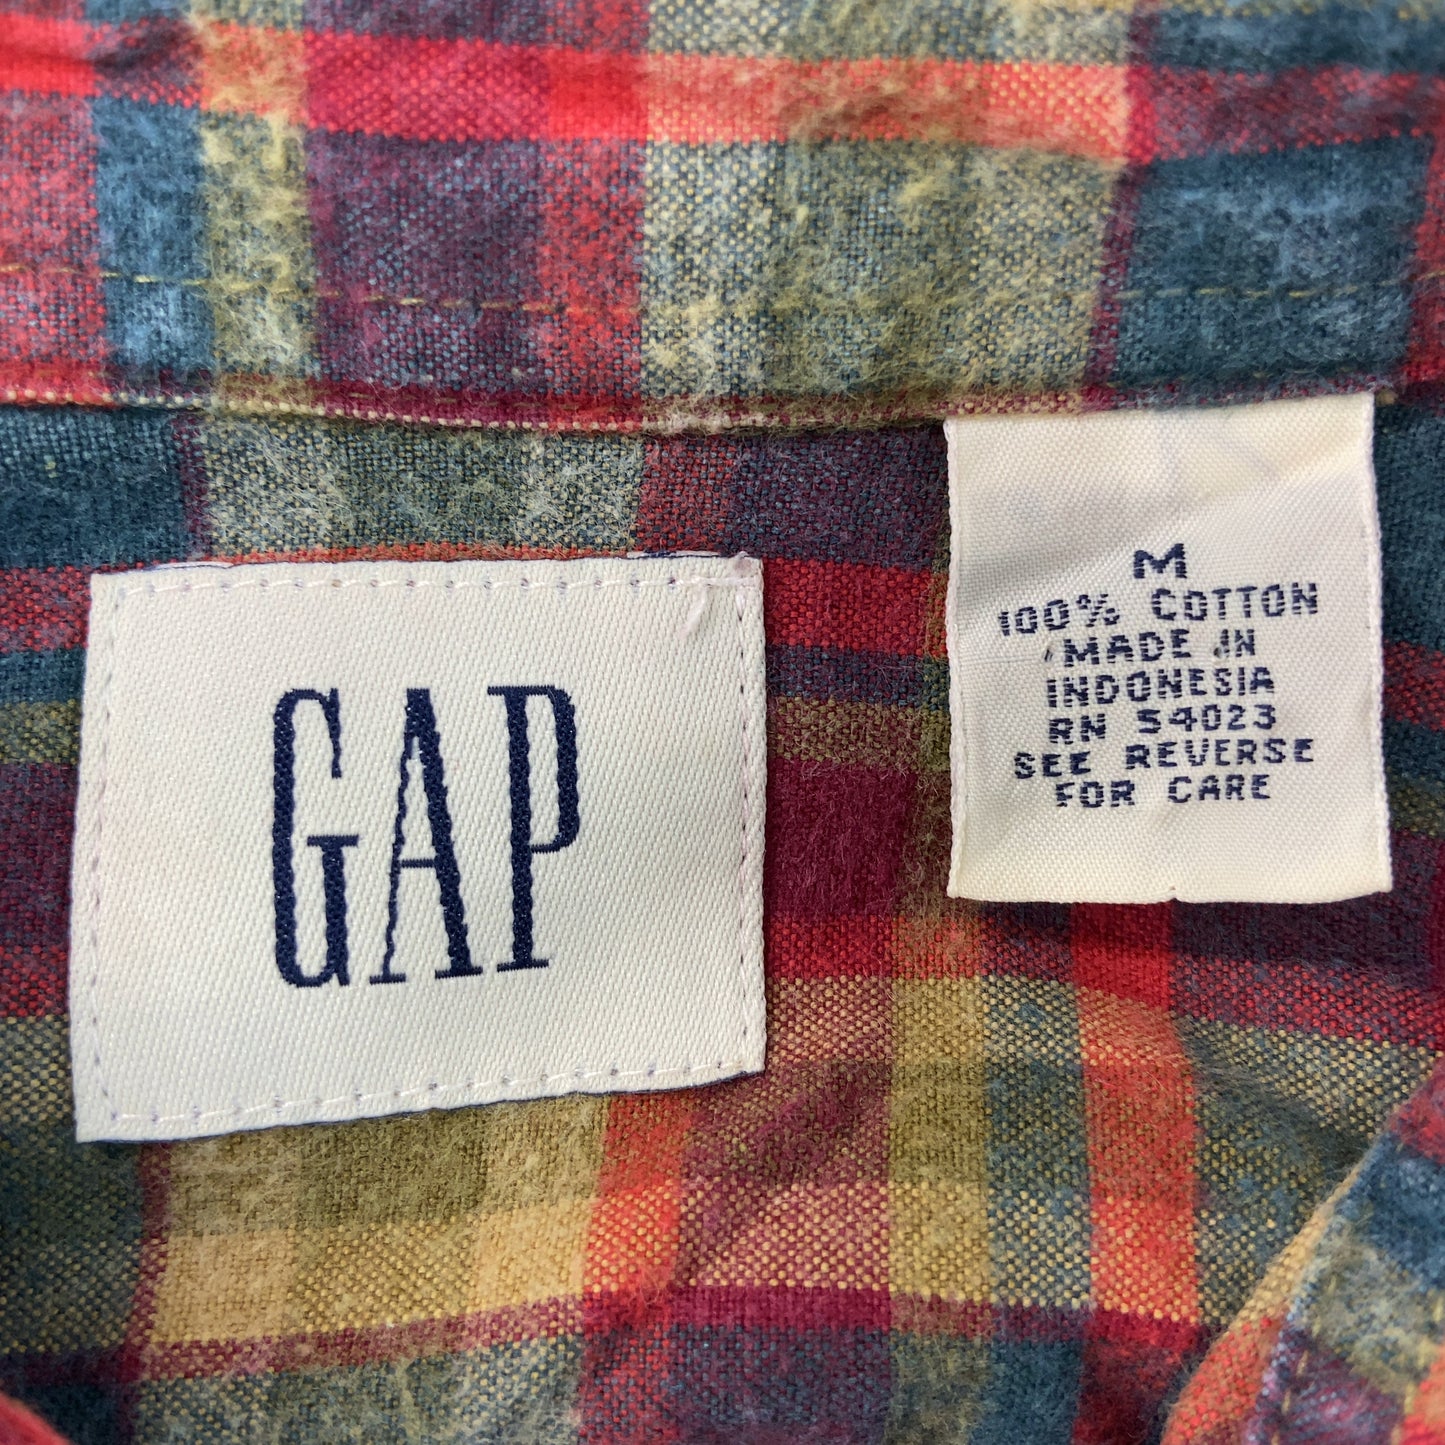 GAP
M
100% COTTON
MADE IN
INDONESIA
RN 54023
SEE REVERSE
FOR CARE